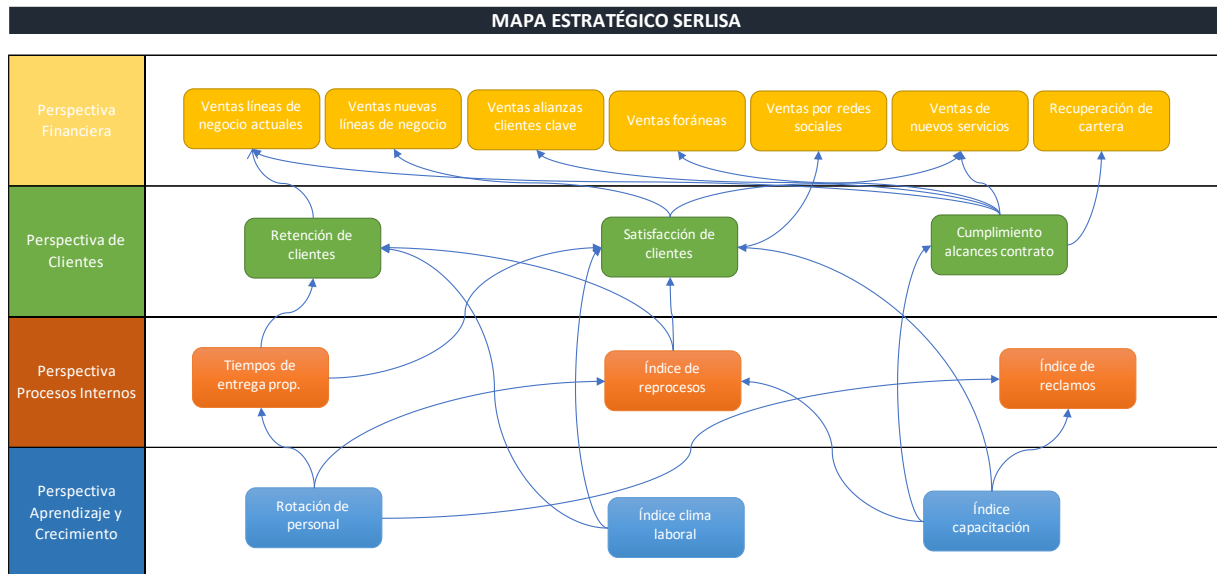 MAPA ESTRATÉGICO SERLISA
Perspectiva
Financiera
Ventas líneas de
negocio actuales
Ventas nuevas
líneas de negocio
Ventas alianzas
clientes clave
Ventas foráneas
Ventas por redes
sociales
Ventas de
nuevos servicios
Recuperación de
cartera
Perspectiva de
Clientes
Retención de
clientes
Satisfacción de
clientes
Cumplimiento
alcances contrato
Perspectiva
Procesos Internos
Tiempos de
entrega prop.
Índice de
reprocesos
Índice de
reclamos
Perspectiva
Aprendizaje y
Crecimiento
Rotación de
personal
Índice clima
laboral
Índice
capacitación